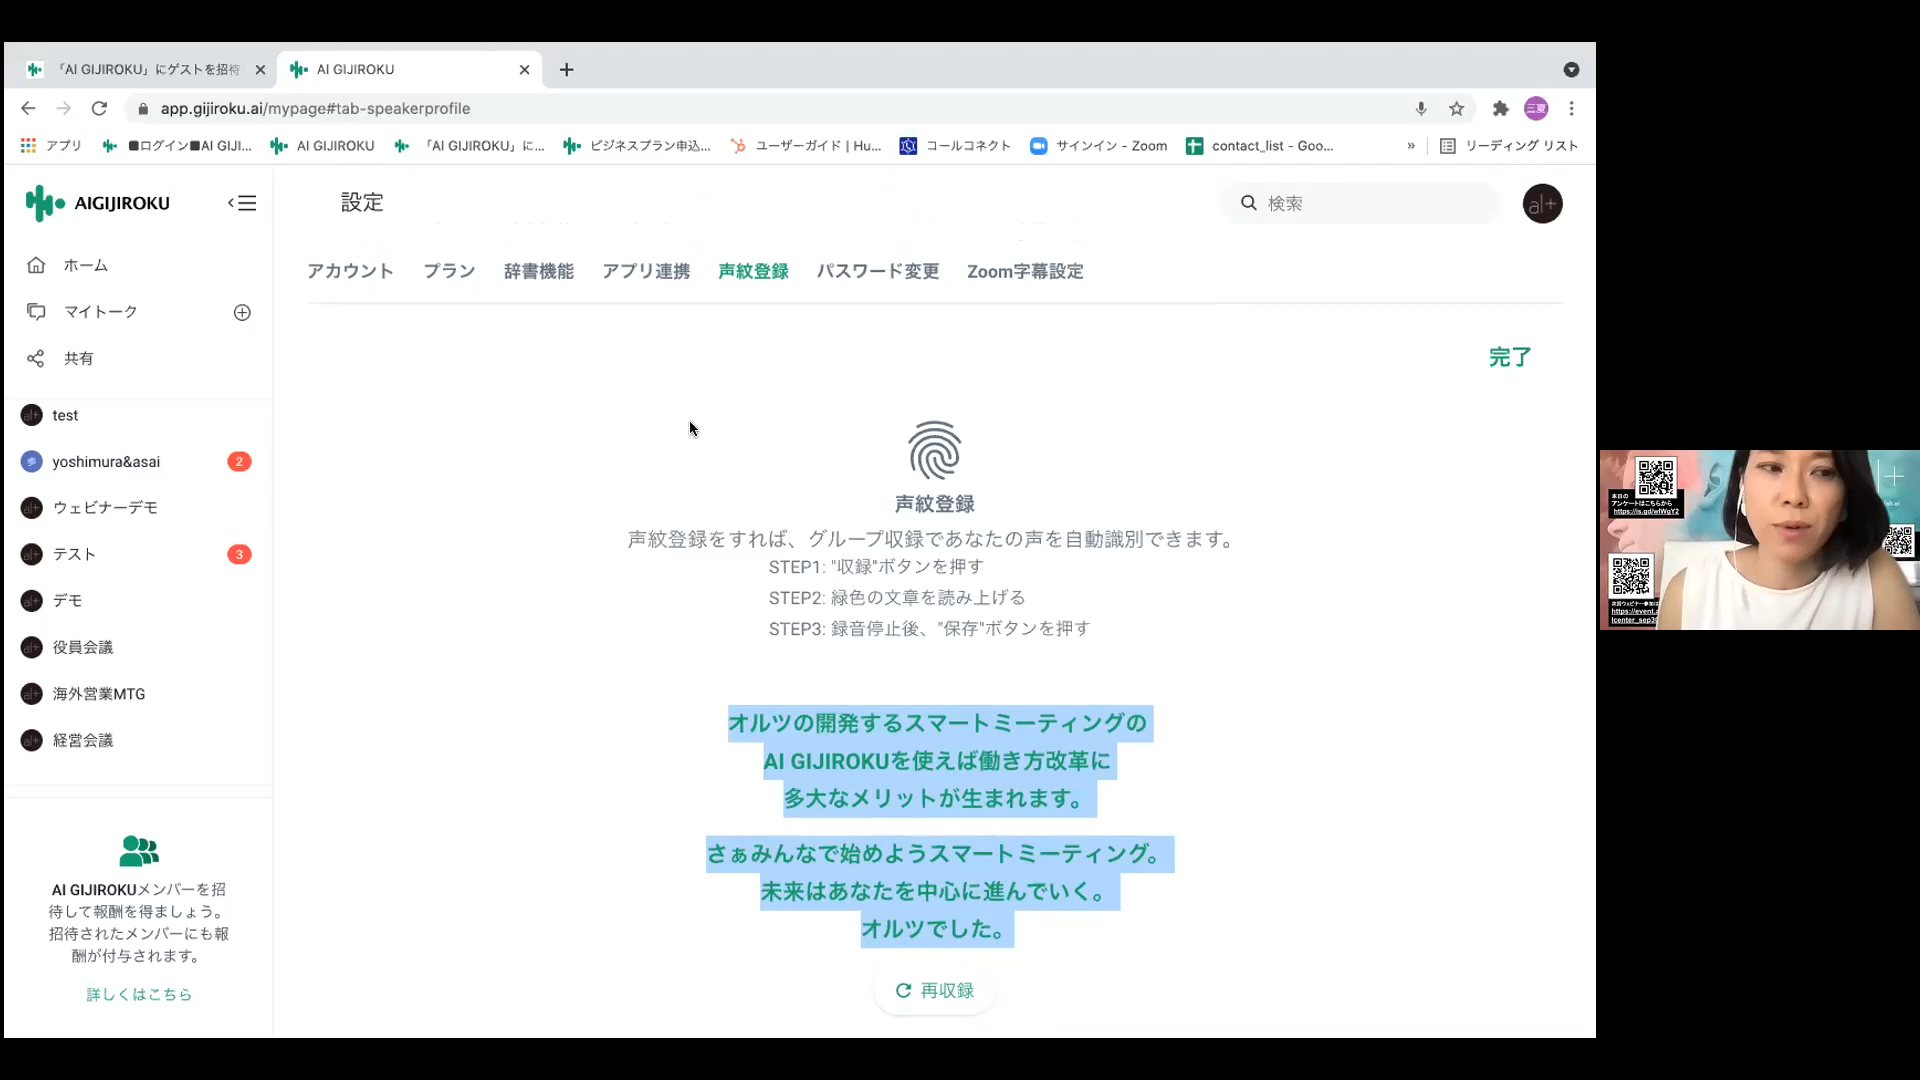 「AI GIJIROKU」にゲストを招待
AI GIJIROKU
app.gijiroku.ai/mypage#tab-speakerprofile
三夏
アプリ
■ログイン■AI GIJI...
AI GIJIROKU
「AI GIJIROKU」に...
ビジネスプラン申込...
ユーザーガイド | Hu...
コールコネクト
サインイン - Zoom
contact_list - Goo...
»
リーディング リスト
AIGIJIROKU
設定
検索
al+
ホーム
マイトーク
共有
アカウント
プラン
辞書機能
アプリ連携
声紋登録
パスワード変更
Zoom字幕設定
完了
test
yoshimura&asai
2
ウェビナーデモ
テスト
3
デモ
役員会議
海外営業MTG
経営会議
声紋登録
声紋登録をすれば、グループ収録であなたの声を自動識別できます。
STEP1: "収録"ボタンを押す
STEP2: 緑色の文章を読み上げる
STEP3: 録音停止後、"保存"ボタンを押す
オルツの開発するスマートミーティングの
AI GIJIROKUを使えば働き方改革に
多大なメリットが生まれます。
さぁみんなで始めようスマートミーティング。
未来はあなたを中心に進んでいく。
オルツでした。
再収録
AI GIJIROKUメンバーを招
待して報酬を得ましょう。
招待されたメンバーにも報
酬が付与されます。
詳しくはこちら
本日の
アンケートはこちらから